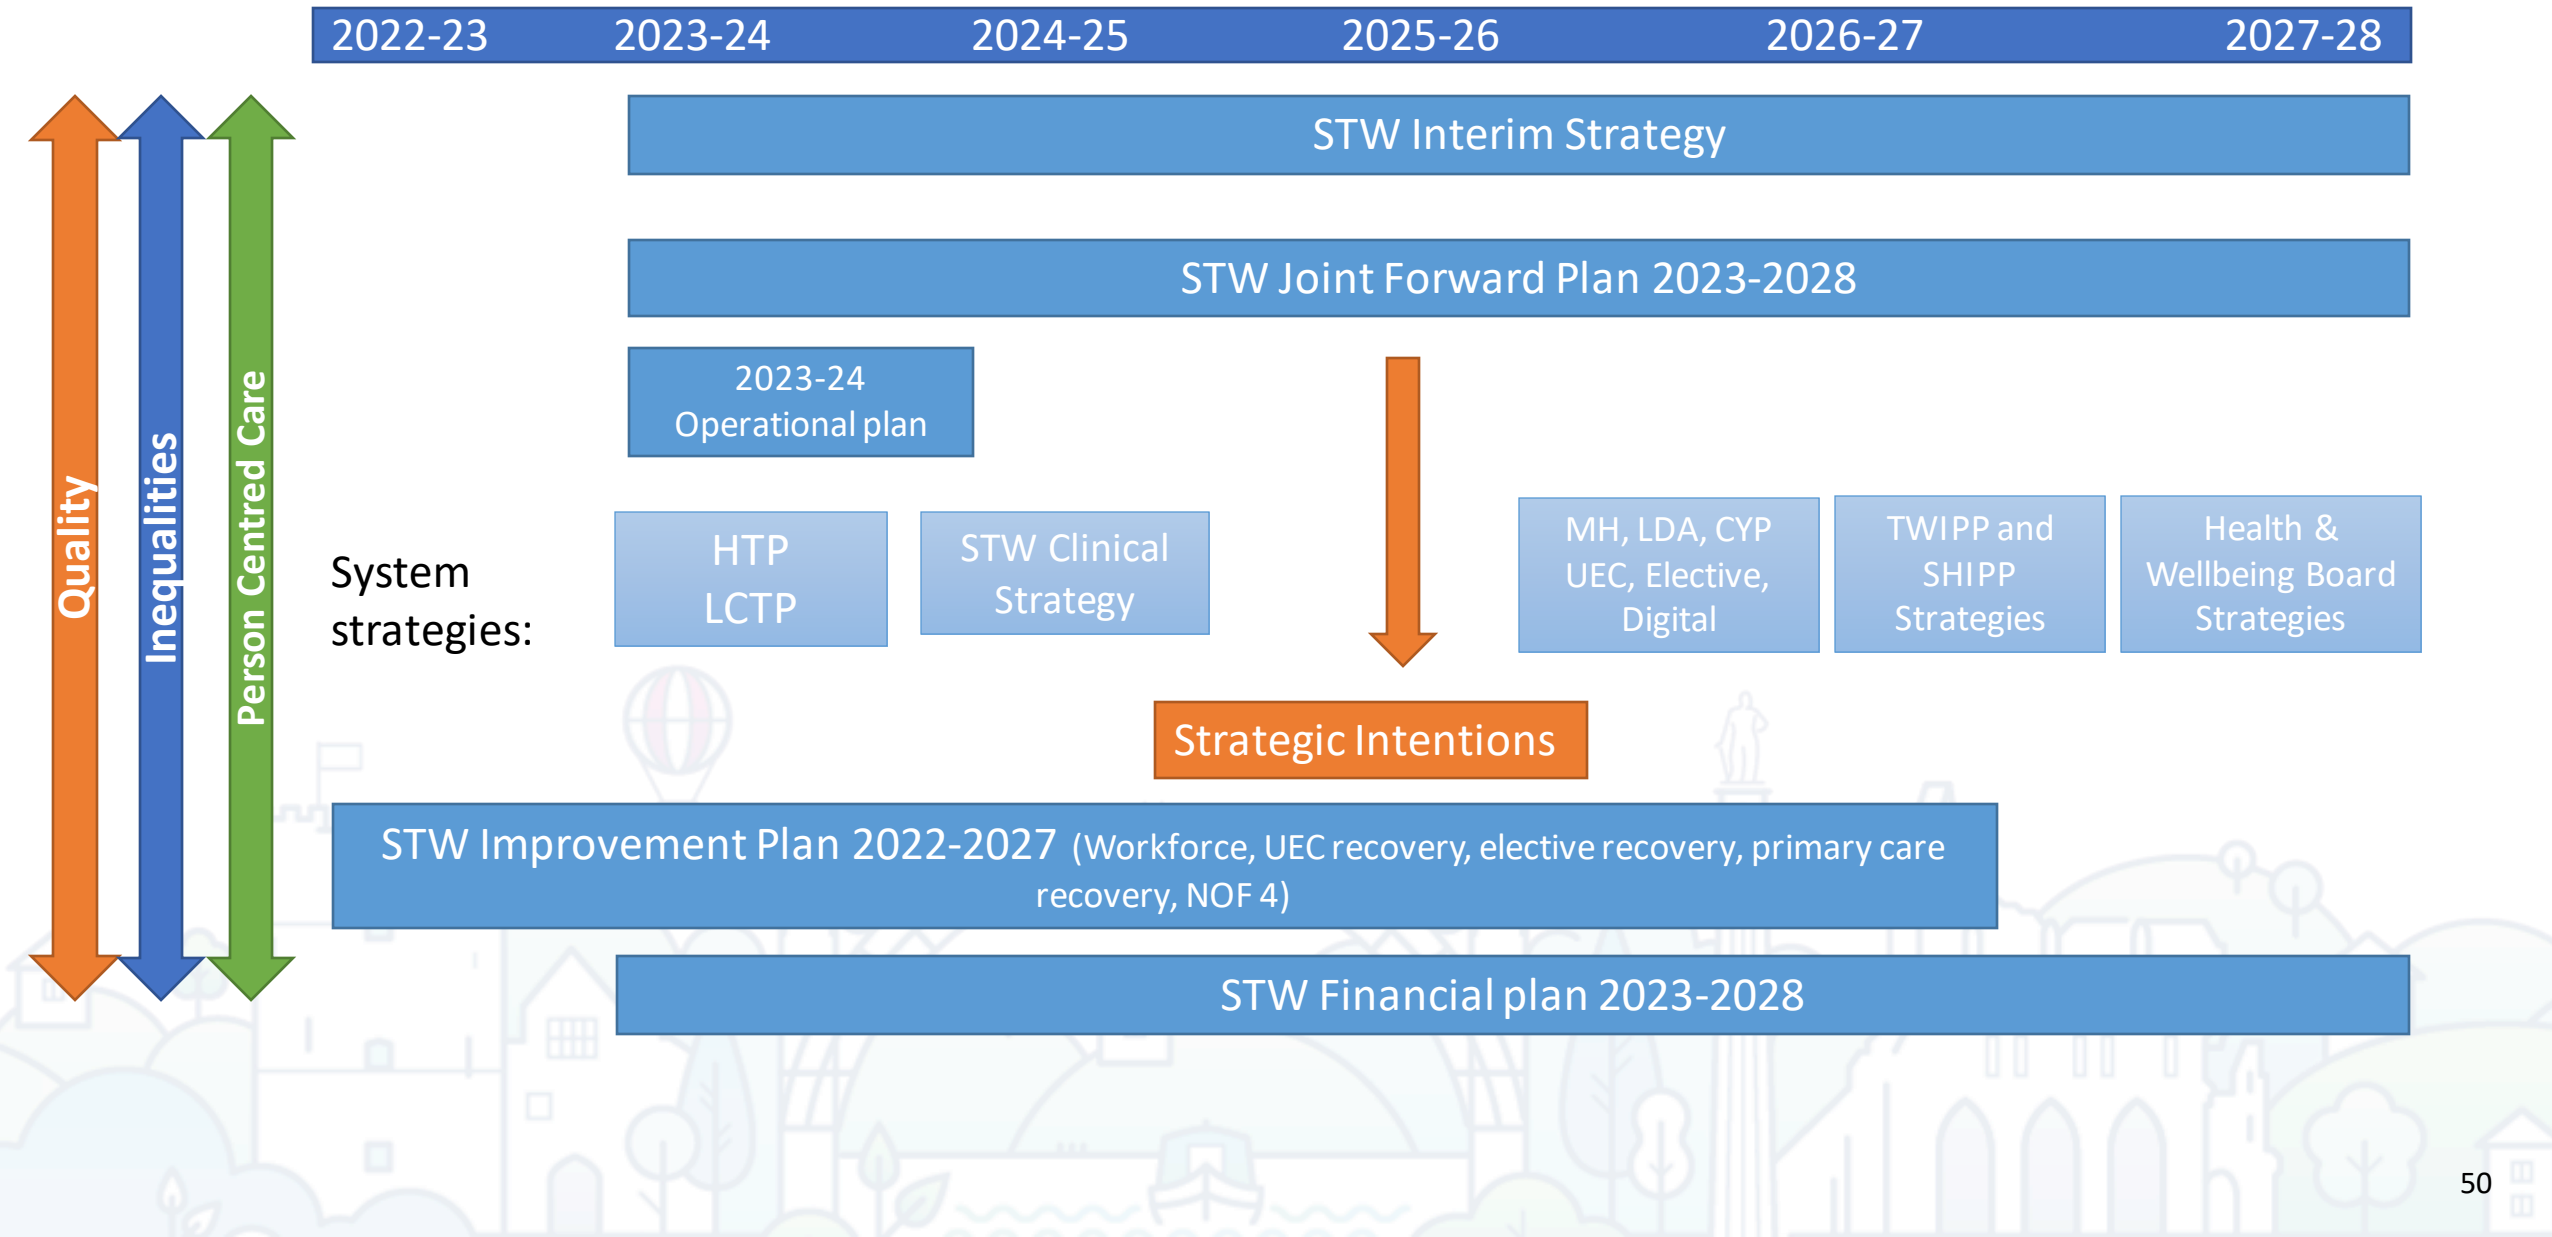 2022-23 2023-24 2024-25 2025-26 2026-27 2027-28
STW Interim Strategy
STW Joint Forward Plan 2023-2028
2023-24
Operational plan
Quality
Inequalities
Person Centred Care
System
strategies:
HTP
LCTP
STW Clinical
Strategy
MH, LDA, CYP
UEC, Elective,
Digital
TWIPP and
SHIPP
Strategies
Health &
Wellbeing Board
Strategies
Strategic Intentions
STW Improvement Plan 2022-2027 (Workforce, UEC recovery, elective recovery, primary care
recovery, NOF 4)
STW Financial plan 2023-2028
50